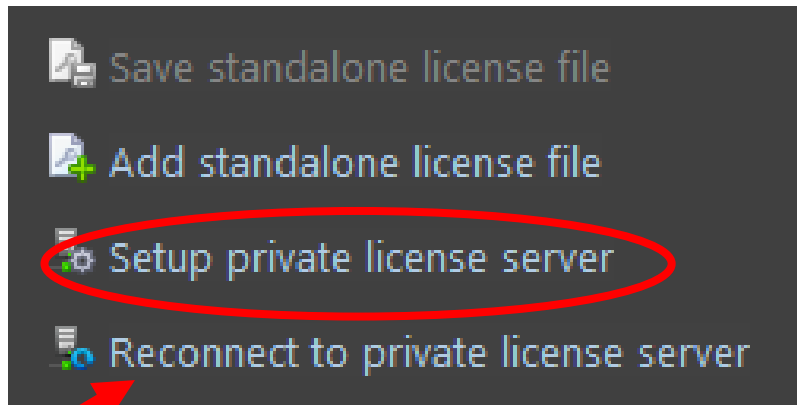 Save standalone license file
Add standalone license file
Setup private license server
Reconnect to private license server